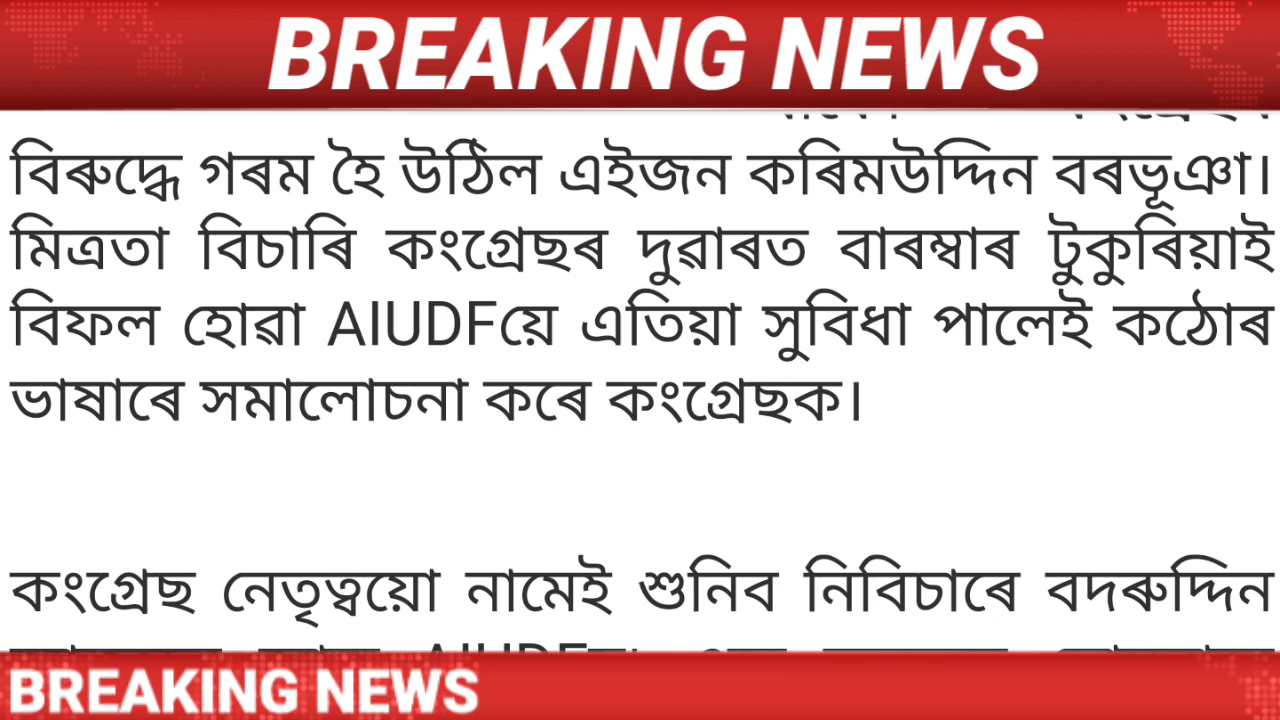 BREAKING NEWS
বিৰুদ্ধে গৰম হৈ উঠিল এইজন কৰিমউদ্দিন বৰভূঞা।
মিত্ৰতা বিচাৰি কংগ্ৰেছৰ দুৱাৰত বাৰম্বাৰ টুকুৰিয়াই
বিফল হোৱা AIUDFয়ে এতিয়া সুবিধা পালেই কঠোৰ
ভাষাৰে সমালোচনা কৰে কংগ্ৰেছক।
কংগ্ৰেছ নেতৃত্বয়ো নামেই শুনিব নিবিচাৰে বদৰুদ্দিন
BREAKING NEWS